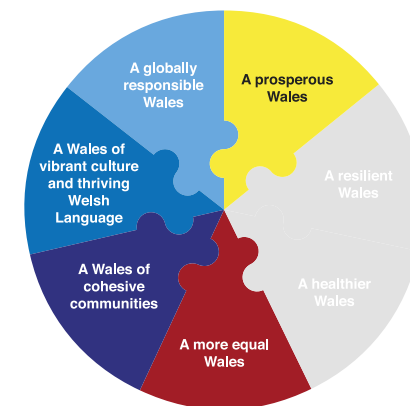 A globally
responsible
Wales
A prosperous
Wales
A resilient
Wales
A healthier
Wales
A more equal
Wales
A Wales of
cohesive
communities
A Wales of
vibrant culture
and thriving
Welsh
Language